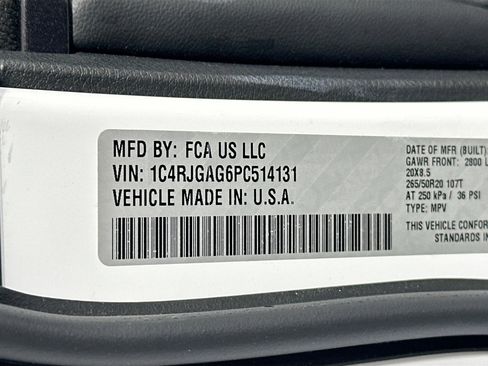 MFD BY: FCA US LLC
VIN: 1C4RJGAG6PC514131
VEHICLE MADE IN: U.S.A.
DATE OF MFR (BUILT):
GAWR FRONT: 2800 L
20X8.5
265/50R20 107T
AT 250 kPa / 36 PSI
TYPE: MPV
THIS VEHICLE CONFOR
STANDARDS IN